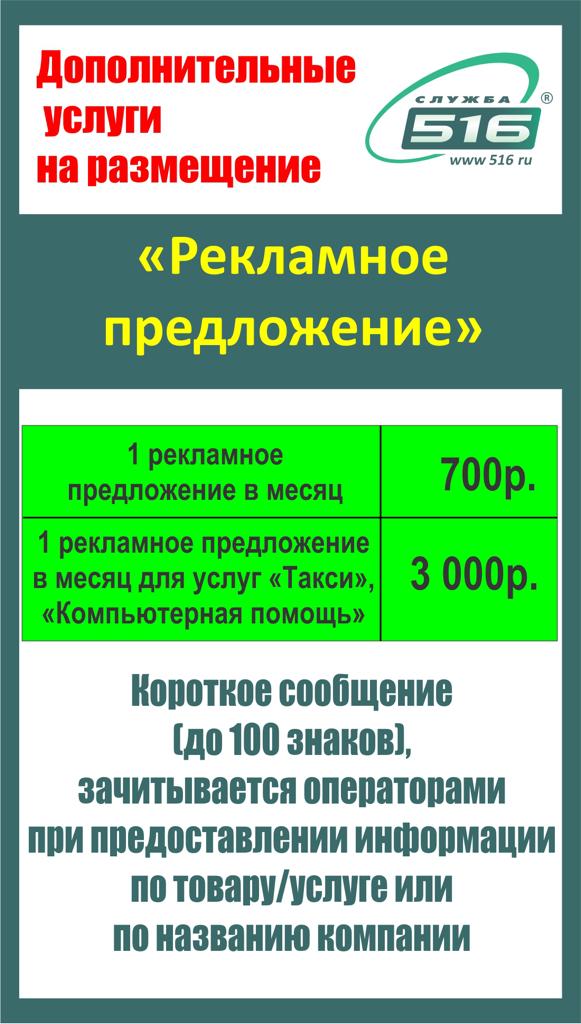 Дополнительные
услуги
на размещение
СЛУЖБА
516®
www 516 ru
«Рекламное
предложение»
1 рекламное
предложение в месяц
700р.
1 рекламное предложение
в месяц для услуг «Такси»,
«Компьютерная помощь»
3 000р.
Короткое сообщение
(до 100 знаков),
зачитывается операторами
при предоставлении информации
по товару/услуге или
по названию компании